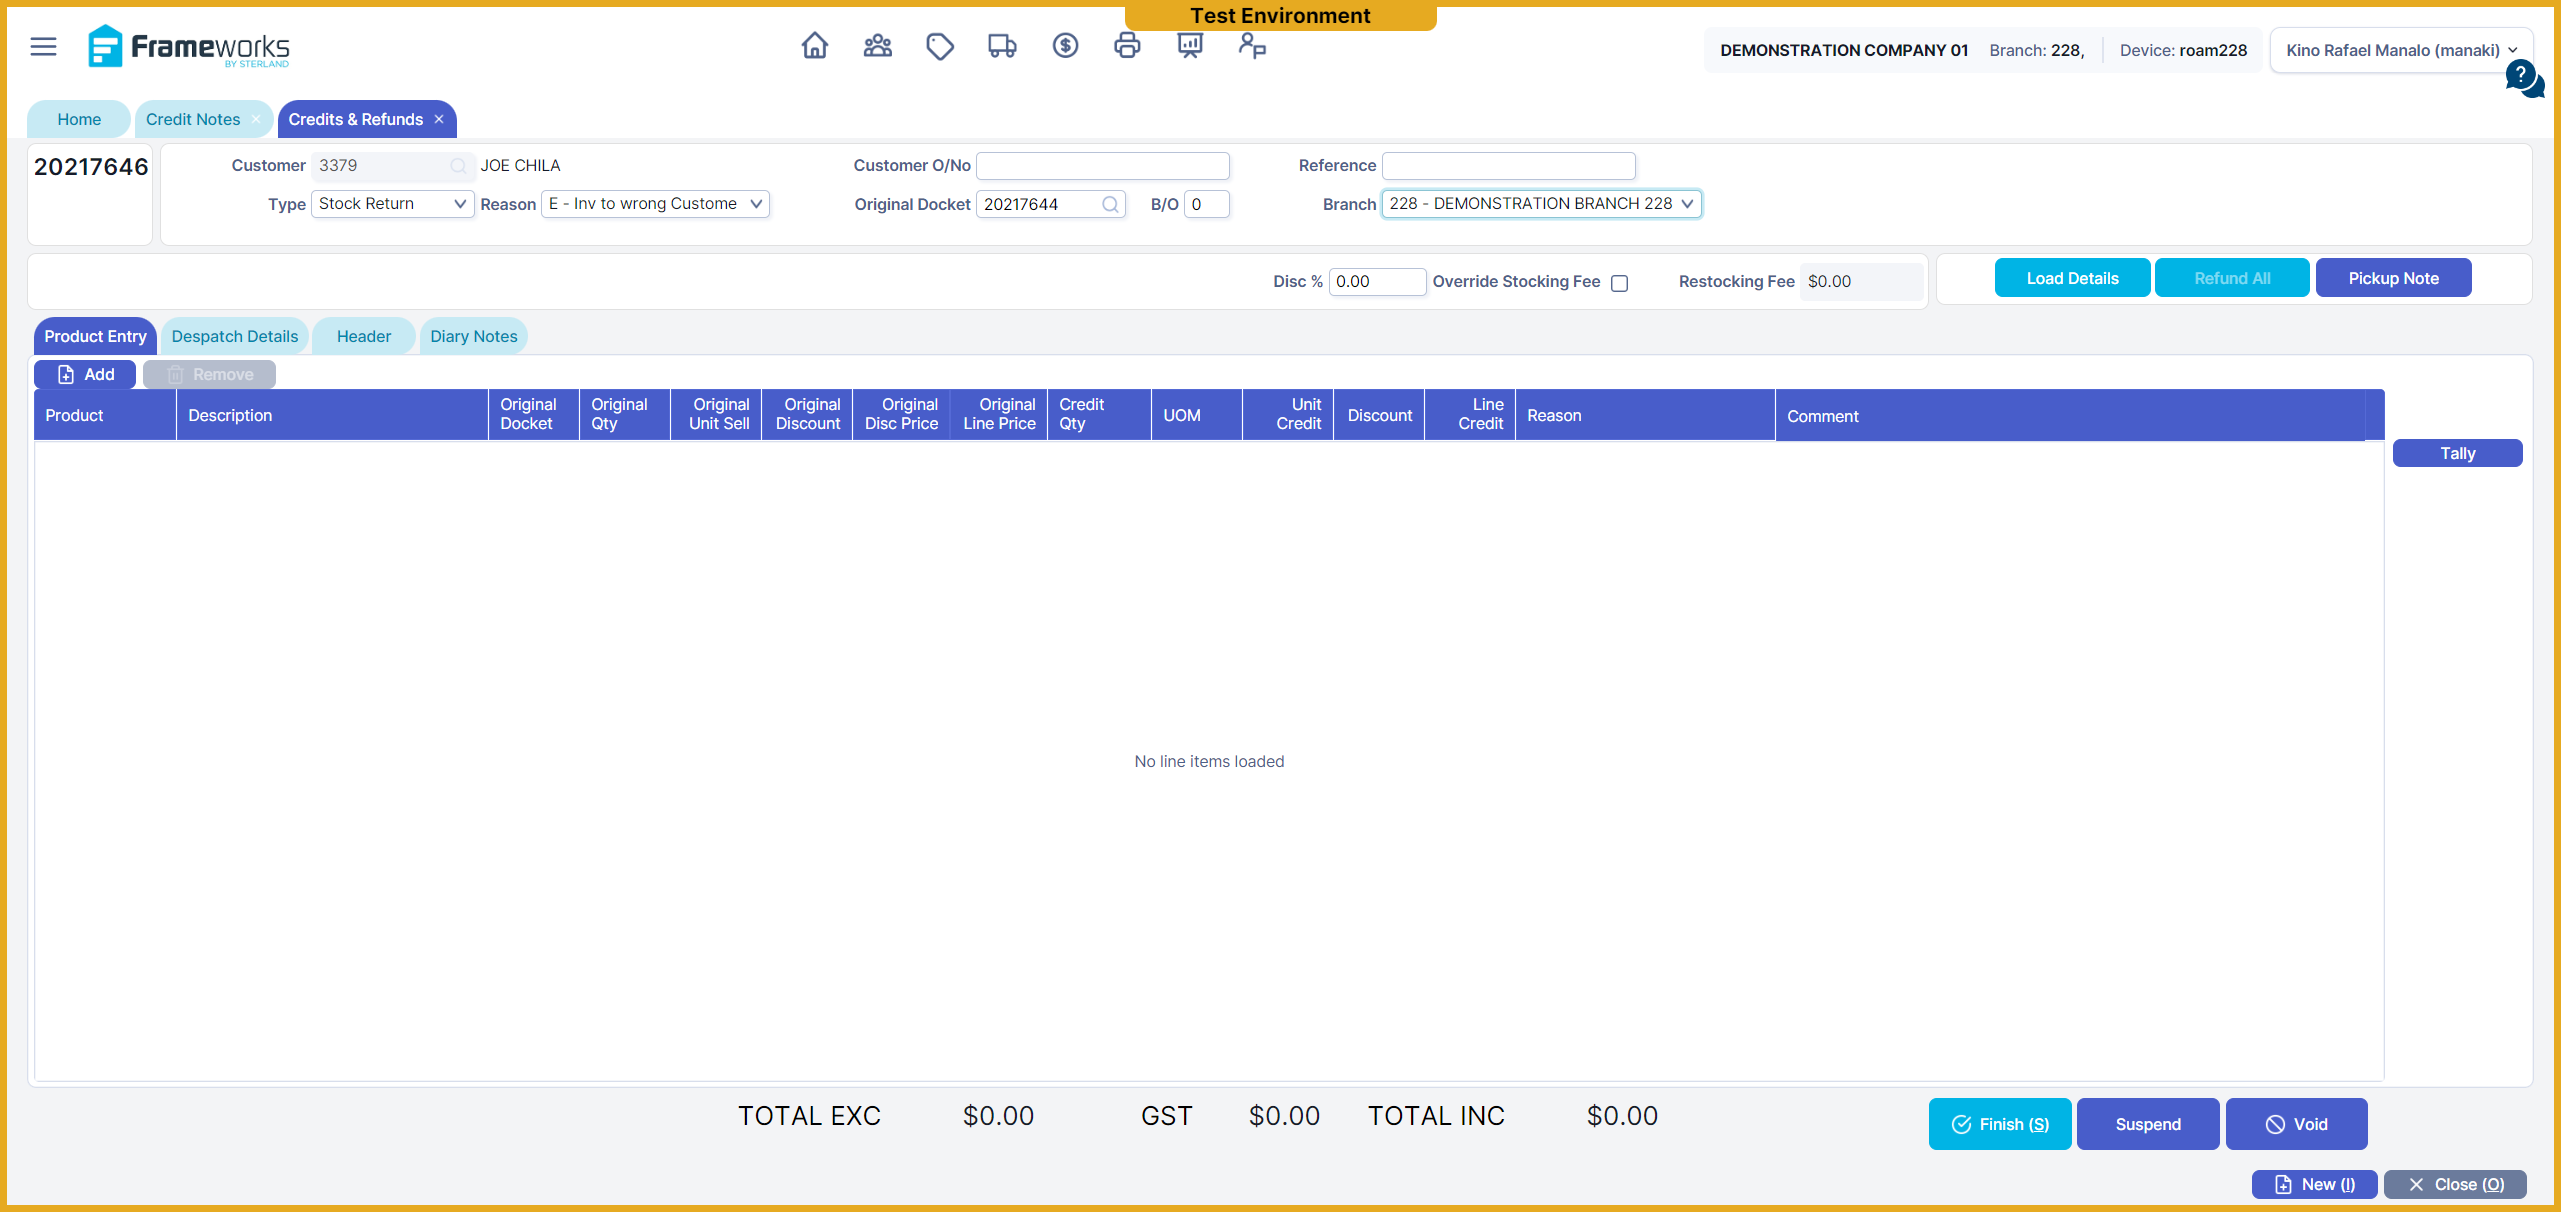 Test Environment
Frameworks
BY STERLAND
DEMONSTRATION COMPANY 01 Branch: 228, Device: roam228
Kino Rafael Manalo (manaki)
?
Home Credit Notes Credits & Refunds
20217646
Customer 3379 JOE CHILA Customer O/No Reference
Type Stock Return Reason E - Inv to wrong Custome Original Docket 20217644 B/O 0 Branch 228 - DEMONSTRATION BRANCH 228
Disc % 0.00 Override Stocking Fee Restocking Fee $0.00 Load Details Refund All Pickup Note
Product Entry Despatch Details Header Diary Notes
Add Remove
Product Description Original Docket Original Qty Original Unit Sell Original Discount Original Disc Price Original Line Price Credit Qty UOM Unit Credit Discount Line Credit Reason Comment
Tally
No line items loaded
TOTAL EXC $0.00 GST $0.00 TOTAL INC $0.00
Finish (S) Suspend Void
New (I) Close (O)